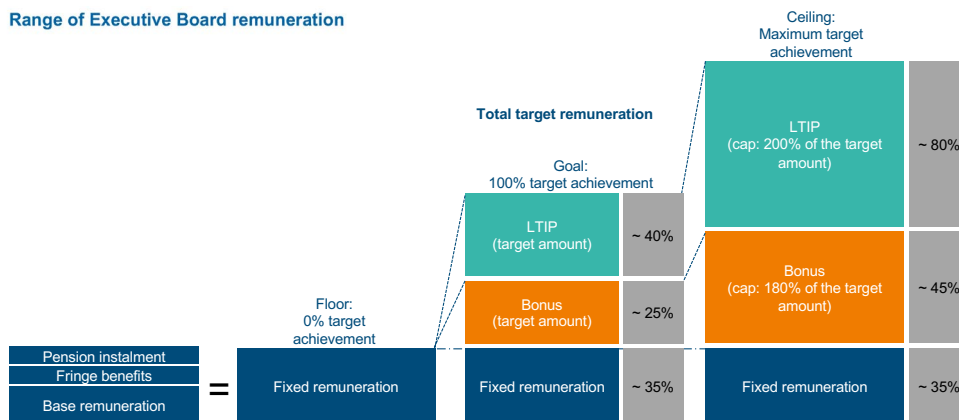 Range of Executive Board remuneration
Ceiling:
Maximum target
achievement
Total target remuneration
LTIP
(cap: 200% of the target
amount)
~ 80%
Goal:
100% target achievement
LTIP
(target amount)
~ 40%
Bonus
(cap: 180% of the target
amount)
~ 45%
Floor:
0% target
achievement
Bonus
(target amount)
~ 25%
Pension instalment
Fringe benefits
Base remuneration
=
Fixed remuneration
Fixed remuneration
~ 35%
Fixed remuneration
~ 35%